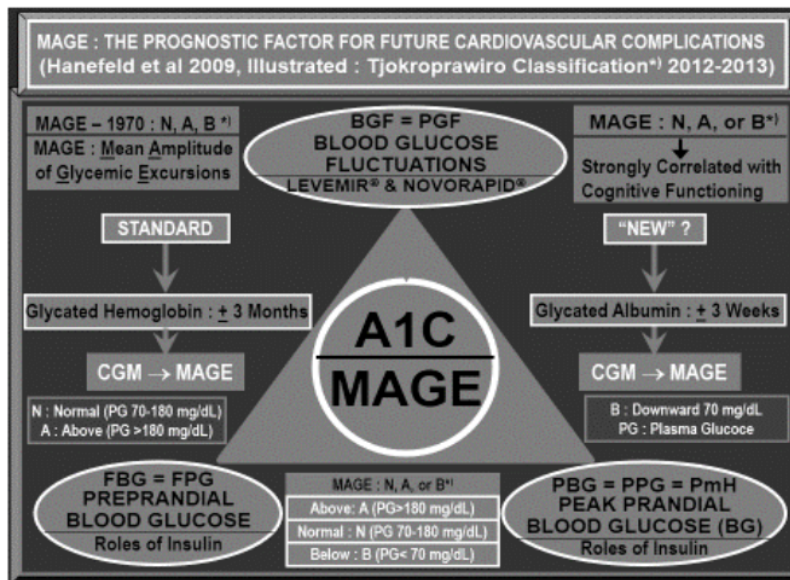 MAGE : THE PROGNOSTIC FACTOR FOR FUTURE CARDIOVASCULAR COMPLICATIONS
(Hanefeld et al 2009, Illustrated : Tjokroprawiro Classification*) 2012-2013)
MAGE – 1970 : N, A, B *)
MAGE : Mean Amplitude
of Glycemic Excursions
BGF = PGF
BLOOD GLUCOSE
FLUCTUATIONS
LEVEMIR® & NOVORAPID®
MAGE : N, A, or B*)
Strongly Correlated with
Cognitive Functioning
STANDARD
"NEW" ?
Glycated Hemoglobin : ± 3 Months
Glycated Albumin : ± 3 Weeks
A1C
MAGE
CGM → MAGE
CGM → MAGE
N : Normal (PG 70-180 mg/dL)
A : Above (PG >180 mg/dL)
B : Downward 70 mg/dL
PG : Plasma Glucoce
FBG = FPG
PREPRANDIAL
BLOOD GLUCOSE
Roles of Insulin
MAGE : N, A, or B*)
Above: A (PG>180 mg/dL)
Normal : N (PG 70-180 mg/dL)
Below : B (PG< 70 mg/dL)
PBG = PPG = PmH
PEAK PRANDIAL
BLOOD GLUCOSE (BG)
Roles of Insulin